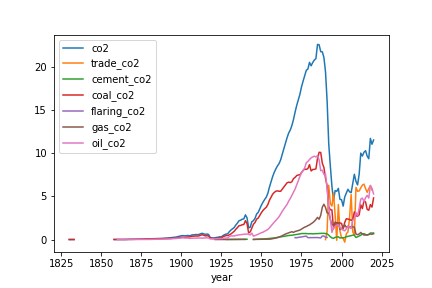 co2
trade_co2
cement_co2
coal_co2
flaring_co2
gas_co2
oil_co2
20
15
10
5
0
1825 1850 1875 1900 1925 1950 1975 2000 2025
year